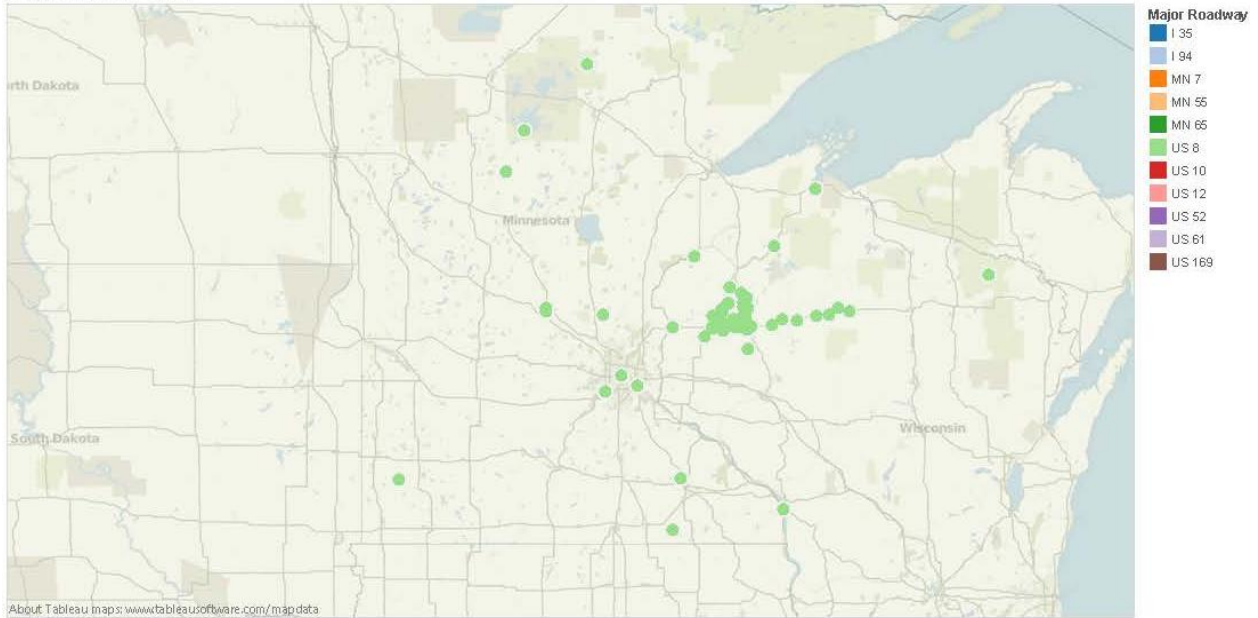 Major Roadway
I 35
I 94
MN 7
MN 55
MN 65
US 8
US 10
US 12
US 52
US 61
US 169
rth Dakota
Minnesota
Wisconsin
South Dakota
About Tableau maps: www.tableausoftware.com/mapdata